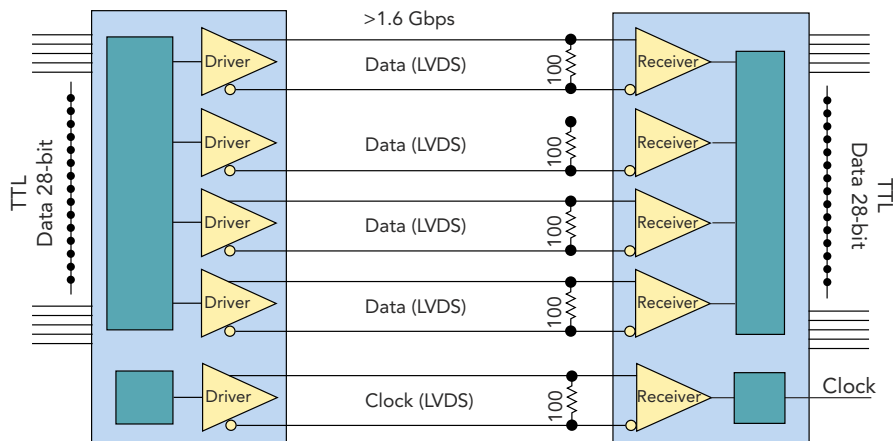 >1.6 Gbps
Driver
Data (LVDS)
100
Receiver
Driver
Data (LVDS)
100
Receiver
TTL
Data 28-bit
Driver
Data (LVDS)
100
Receiver
TTL
Data 28-bit
Driver
Data (LVDS)
100
Receiver
Driver
Clock (LVDS)
100
Receiver
Clock